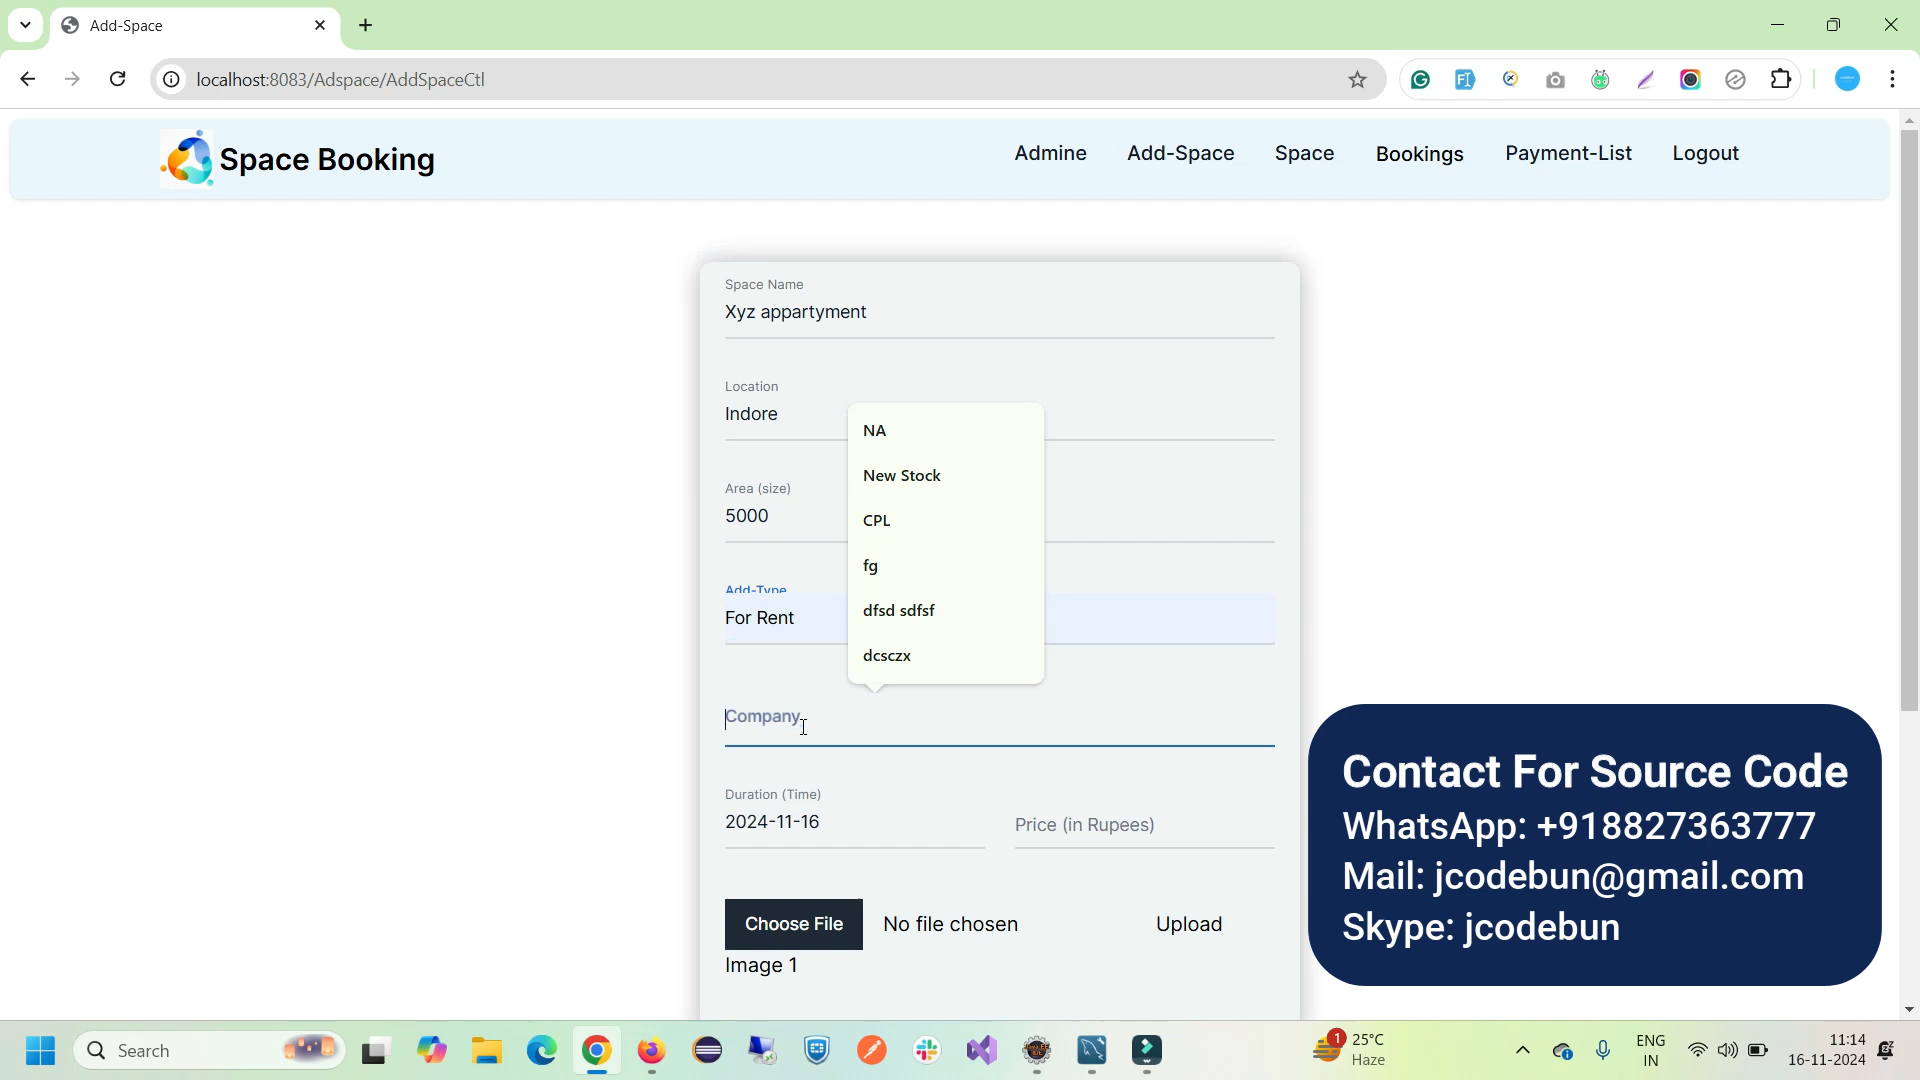 Add-Space
localhost:8083/Adspace/AddSpaceCtl
Space Booking
Admine Add-Space Space Bookings Payment-List Logout
Space Name
Xyz appartyment
Location
Indore
NA
New Stock
CPL
fg
dfsd sdfsf
dcsczx
Area (size)
5000
Add-Type
For Rent
Company
Duration (Time)
2024-11-16
Price (in Rupees)
Choose File No file chosen Upload
Image 1
Contact For Source Code
WhatsApp: +918827363777
Mail: jcodebun@gmail.com
Skype: jcodebun
Search
1
25°C
Haze
ENG
IN
11:14
16-11-2024